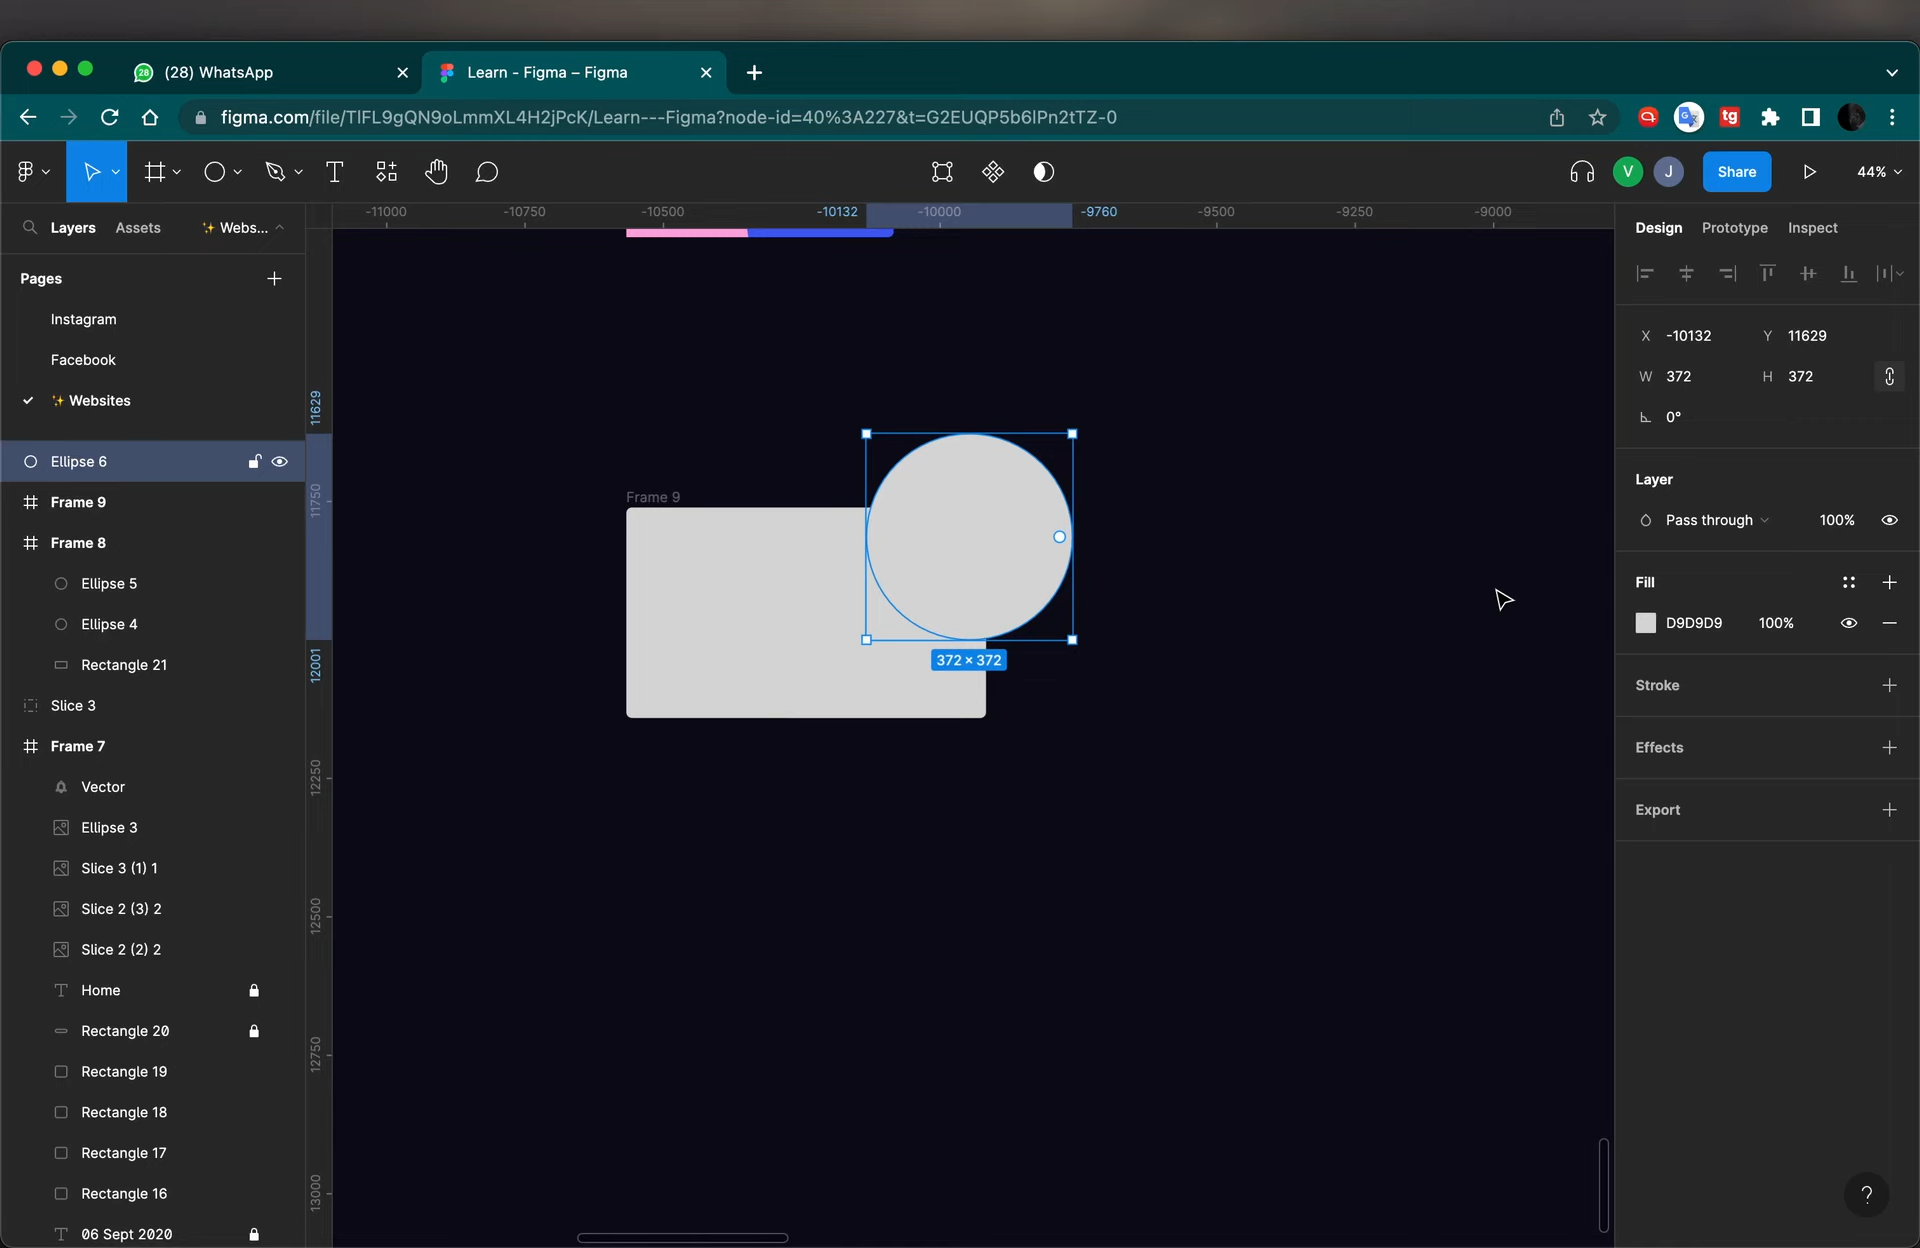 (28) WhatsApp
Learn - Figma – Figma
figma.com/file/TlFL9gQN9oLmmXL4H2jPcK/Learn---Figma?node-id=40%3A227&t=G2EUQP5b6lPn2tTZ-0
28
tg
V
J
Share
44%
Layers
Assets
✨ Webs...
-11000
-10750
-10500
-10132
-10000
-9760
-9500
-9250
-9000
Design
Prototype
Inspect
Pages
Instagram
Facebook
✨ Websites
Ellipse 6
Frame 9
Frame 8
Ellipse 5
Ellipse 4
Rectangle 21
Slice 3
Frame 7
Vector
Ellipse 3
Slice 3 (1) 1
Slice 2 (3) 2
Slice 2 (2) 2
Home
Rectangle 20
Rectangle 19
Rectangle 18
Rectangle 17
Rectangle 16
06 Sept 2020
11629
11750
12001
12250
12500
12750
13000
Frame 9
372 × 372
X -10132 Y 11629
W 372 H 372
0°
Layer
Pass through 100%
Fill
D9D9D9 100%
Stroke
Effects
Export
?